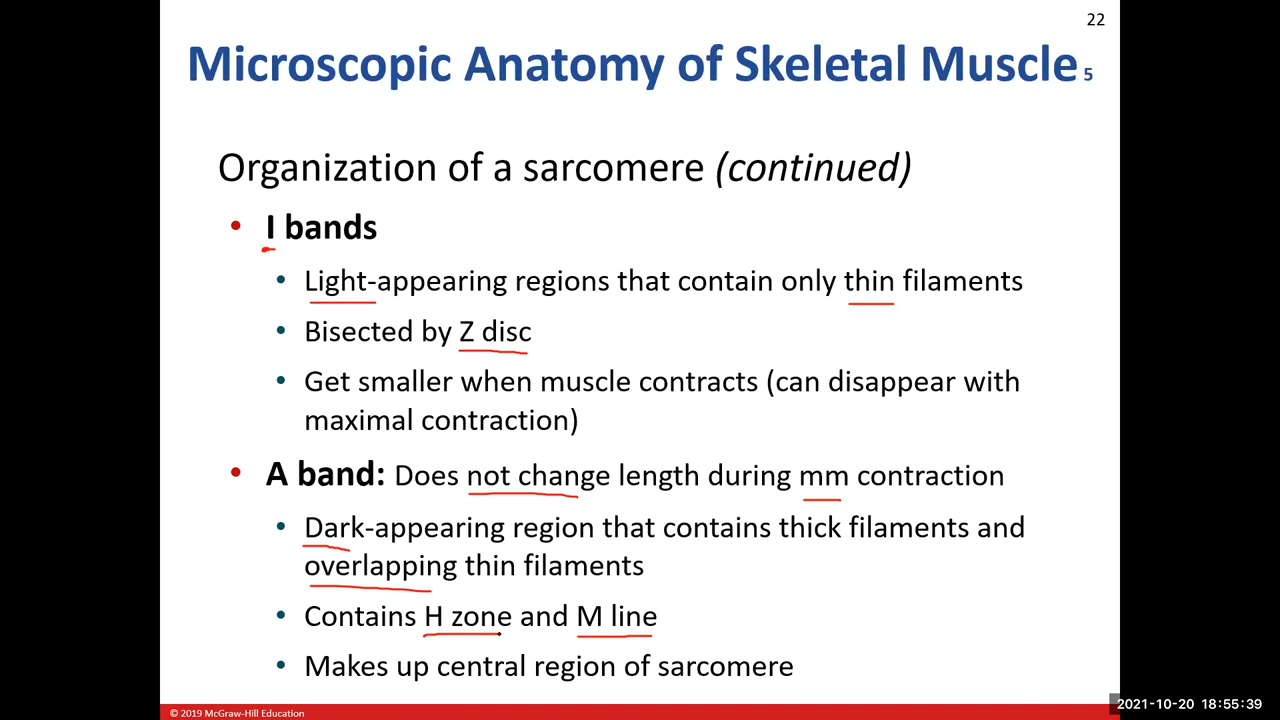 22
Microscopic Anatomy of Skeletal Muscle 5
Organization of a sarcomere (continued)
• I bands
• Light-appearing regions that contain only thin filaments
• Bisected by Z disc
• Get smaller when muscle contracts (can disappear with
maximal contraction)
• A band: Does not change length during mm contraction
• Dark-appearing region that contains thick filaments and
overlapping thin filaments
• Contains H zone and M line
• Makes up central region of sarcomere
© 2019 McGraw-Hill Education
2021-10-20 18:55:39